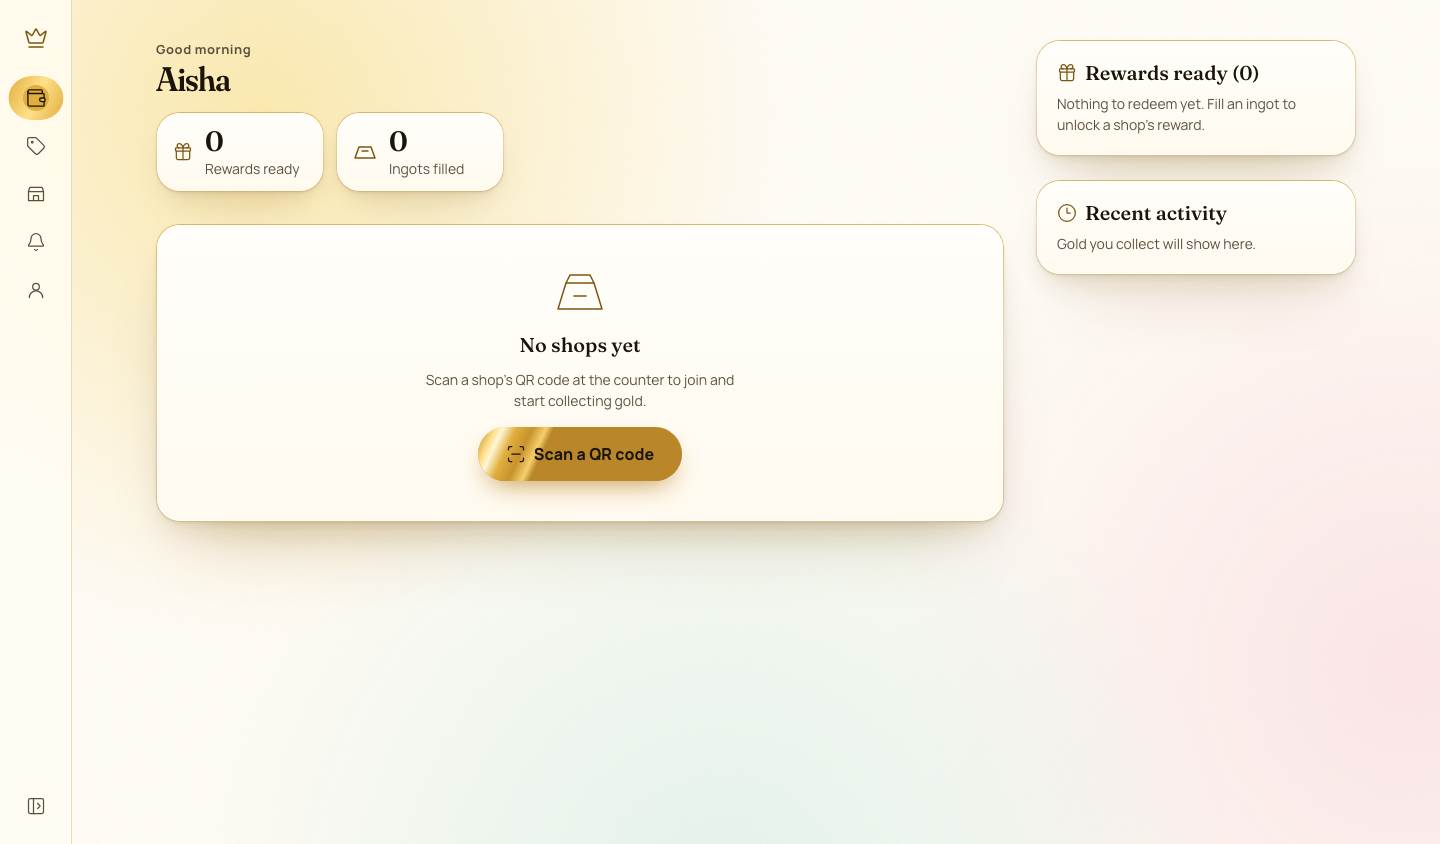 Good morning
Aisha
0
Rewards ready
0
Ingots filled
No shops yet
Scan a shop's QR code at the counter to join and
start collecting gold.
Scan a QR code
Rewards ready (0)
Nothing to redeem yet. Fill an ingot to
unlock a shop's reward.
Recent activity
Gold you collect will show here.